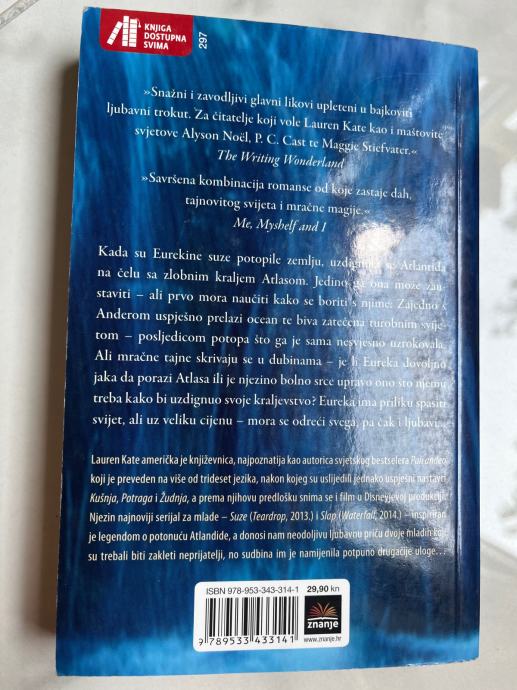 KNJIGA
DOSTUPNA
SVIMA
297
»Snažni i zavodljivi glavni likovi upleteni u bajkoviti
ljubavni trokut. Za čitatelje koji vole Lauren Kate kao i maštovite
svjetove Alyson Noël, P. C. Cast te Maggie Stiefvater.«
The Writing Wonderland
»Savršena kombinacija romanse od koje zastaje dah,
tajnovitog svijeta i mračne magije.«
Me, Myshelf and I
Kada su Eurekine suze potopile zemlju, uzdignula se Atlantida
na čelu sa zlobnim kraljem Atlasom. Jedino ga ona može zau-
staviti – ali prvo mora naučiti kako se boriti s njime. Zajedno s
Anderom uspješno prelazi ocean te biva zatečena turobnim svije-
tom – posljedicom potopa što ga je sama nesvjesno uzrokovala.
Ali mračne tajne skrivaju se u dubinama – je li Eureka dovoljno
jaka da porazi Atlasa ili je njezino bolno srce upravo ono što njemu
treba kako bi uzdignuo svoje kraljevstvo? Eureka ima priliku spasiti
svijet, ali uz veliku cijenu – mora se odreći svega, pa čak i ljubavi...
Lauren Kate američka je književnica, najpoznatija kao autorica svjetskog bestselera Pali anđeo
koji je preveden na više od trideset jezika, nakon kojeg su uslijedili jednako uspješni nastavci
Kušnja, Potraga i Žudnja, a prema njihovu predlošku snima se i film u Disneyjevoj produkciji.
Njezin najnoviji serijal za mlade – Suze (Teardrop, 2013.) i Slap (Waterfall, 2014.) – inspiriran
je legendom o potonuću Atlandide, a donosi nam neodoljivu ljubavnu priču dvoje mladih koji
su trebali biti zakleti neprijatelji, no sudbina im je namijenila potpuno drugačije uloge...
ISBN 978-953-343-314-1
29,90 kn
9 789533 433141
znanje
www.znanje.hr